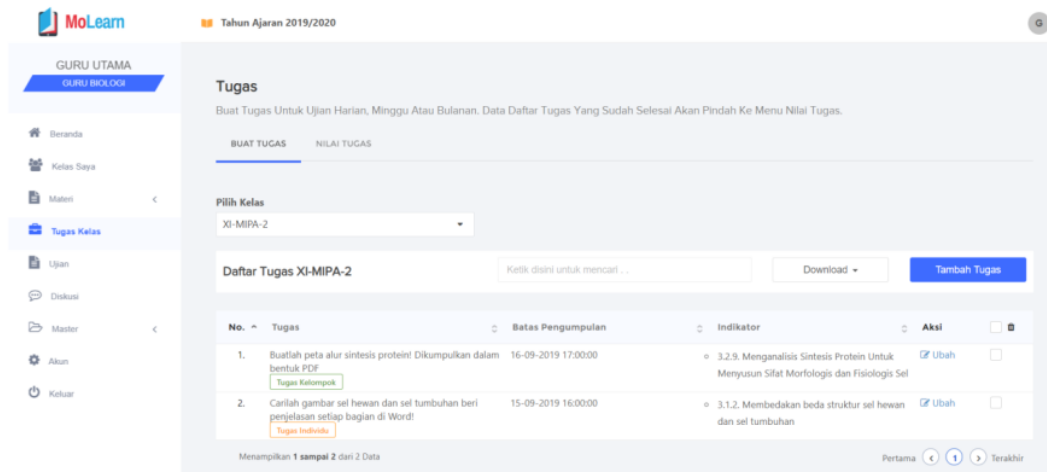 MoLearn
Tahun Ajaran 2019/2020
G
GURU UTAMA
GURU BIOLOGI
Beranda
Kelas Saya
Materi
Tugas Kelas
Ujian
Diskusi
Master
Akun
Keluar
Tugas
Buat Tugas Untuk Ujian Harian, Minggu Atau Bulanan. Data Daftar Tugas Yang Sudah Selesai Akan Pindah Ke Menu Nilai Tugas.
BUAT TUGAS NILAI TUGAS
Pilih Kelas
XI-MIPA-2
Daftar Tugas XI-MIPA-2 Ketik disini untuk mencari . . Download Tambah Tugas
No. Tugas Batas Pengumpulan Indikator Aksi
1. Buatlah peta alur sintesis protein! Dikumpulkan dalam 16-09-2019 17:00:00 3.2.9. Menganalisis Sintesis Protein Untuk Ubah
bentuk PDF Menyusun Sifat Morfologis dan Fisiologis Sel
Tugas Kelompok
2. Carilah gambar sel hewan dan sel tumbuhan beri 15-09-2019 16:00:00 3.1.2. Membedakan beda struktur sel hewan Ubah
penjelasan setiap bagian di Word! dan sel tumbuhan
Tugas Individu
Menampilkan 1 sampai 2 dari 2 Data Pertama 1 Terakhir